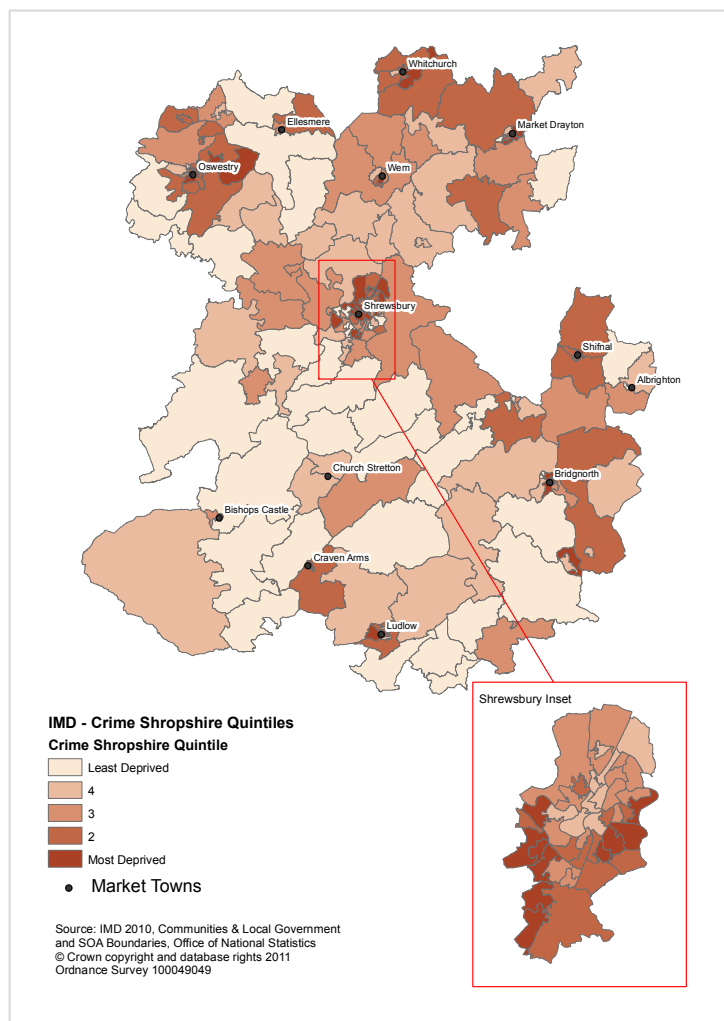 Whitchurch
Ellesmere
Market Drayton
Oswestry
Wem
Shrewsbury
Shifnal
Albrighton
Church Stretton
Bridgnorth
Bishops Castle
Craven Arms
Ludlow
Shrewsbury Inset
IMD - Crime Shropshire Quintiles
Crime Shropshire Quintile
Least Deprived
4
3
2
Most Deprived
Market Towns
Source: IMD 2010, Communities & Local Government
and SOA Boundaries, Office of National Statistics
© Crown copyright and database rights 2011
Ordnance Survey 100049049